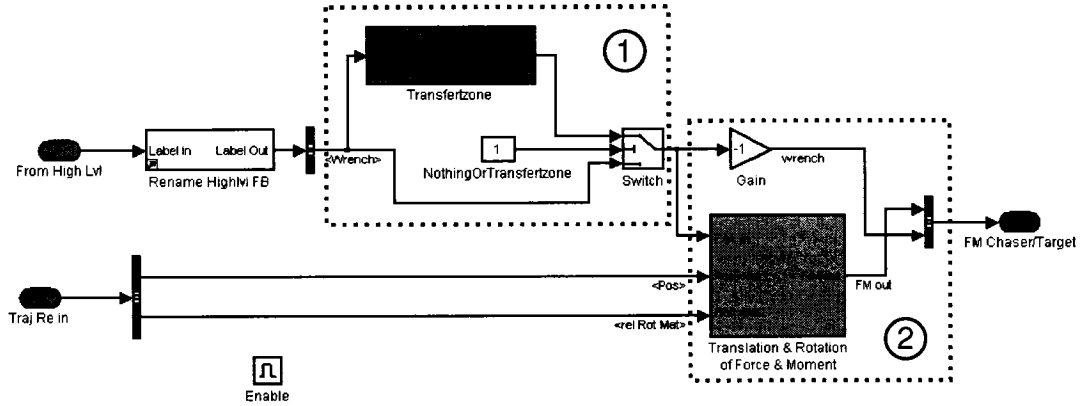 1
Transfertzone
From High Lvl
Label in
Label Out
Rename Highlvl FB
<Wrench>
1
NothingOrTransfertzone
Switch
-1
Gain
wrench
FM Chaser/Target
Traj Re in
<Pos>
<rel Rot Mat>
FM out
Translation & Rotation
of Force & Moment
2
Enable